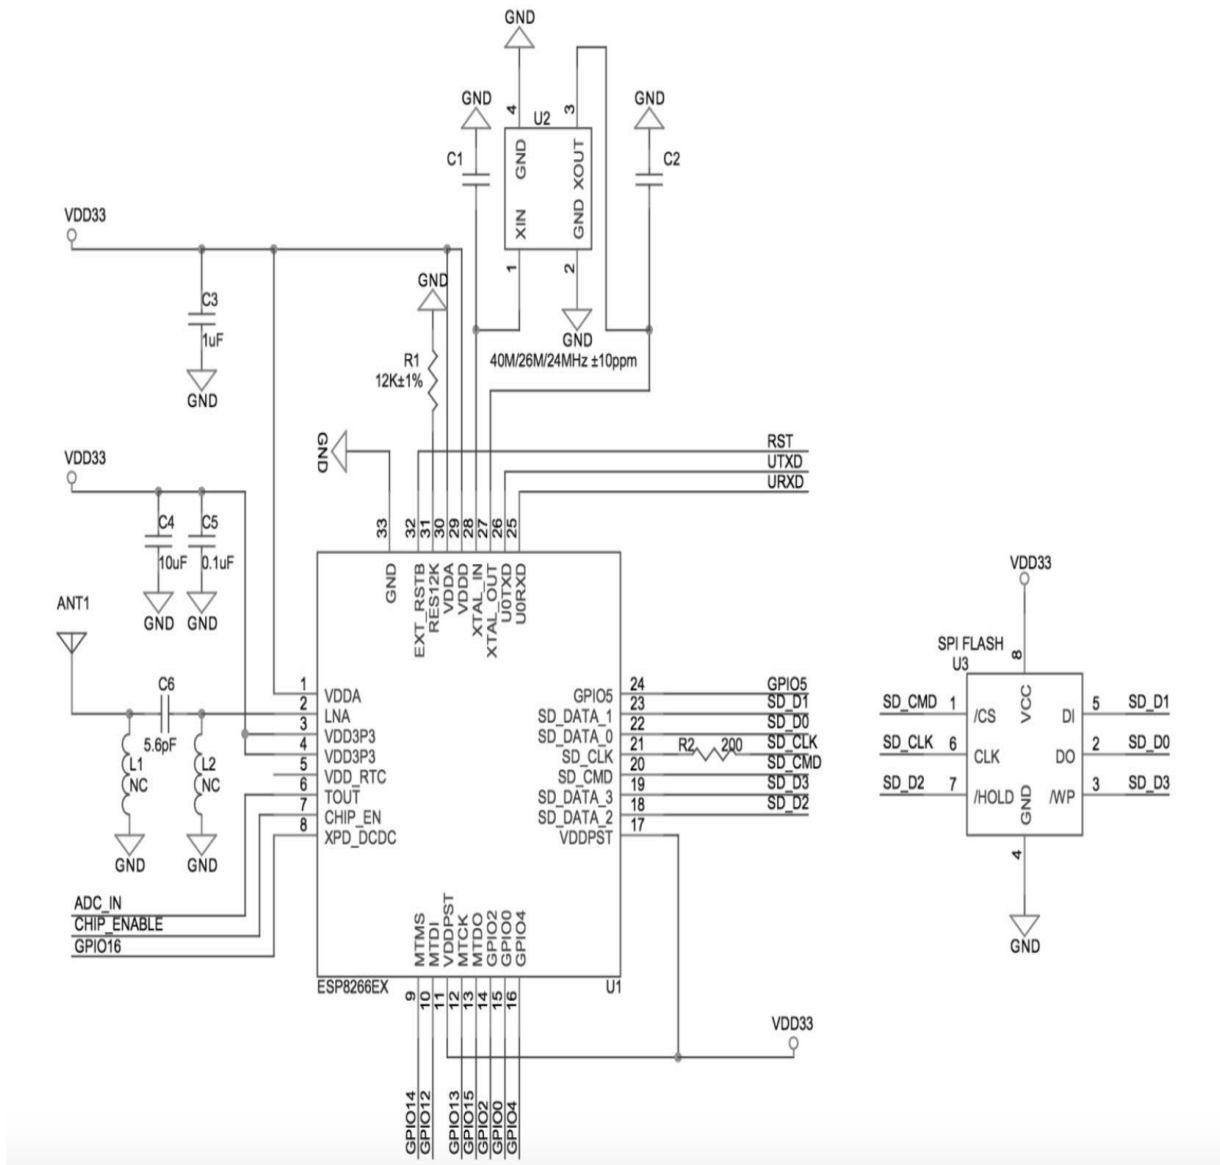 GND
4
3
U2
GND
XOUT
XIN
GND
1
2
GND
C1
GND
C2
GND
40M/26M/24MHz ±10ppm
VDD33
C3
1uF
GND
GND
R1
12K±1%
GND
RST
UTXD
URXD
VDD33
C4
10uF
GND
C5
0.1uF
GND
ANT1
C6
5.6pF
L1
NC
GND
L2
NC
GND
33
32
31
30
29
28
27
26
25
GND
EXT_RSTB
RES12K
VDDA
VDDD
XTAL_IN
XTAL_OUT
U0TXD
U0RXD
1 VDDA
2 LNA
3 VDD3P3
4 VDD3P3
5 VDD_RTC
6 TOUT
7 CHIP_EN
8 XPD_DCDC
GPIO5 24 GPIO5
SD_DATA_1 23 SD_D1
SD_DATA_0 22 SD_D0
SD_CLK 21 R2 200 SD_CLK
SD_CMD 20 SD_CMD
SD_DATA_3 19 SD_D3
SD_DATA_2 18 SD_D2
VDDPST 17
ADC_IN
CHIP_ENABLE
GPIO16
MTMS
MTDI
VDDPST
MTCK
MTDO
GPIO2
GPIO0
GPIO4
ESP8266EX
U1
9
10
11
12
13
14
15
16
GPIO14
GPIO12
GPIO13
GPIO15
GPIO2
GPIO0
GPIO4
VDD33
VDD33
SPI FLASH
U3
8
VCC
SD_CMD 1 /CS
SD_CLK 6 CLK
SD_D2 7 /HOLD
DI 5 SD_D1
DO 2 SD_D0
/WP 3 SD_D3
GND
4
GND